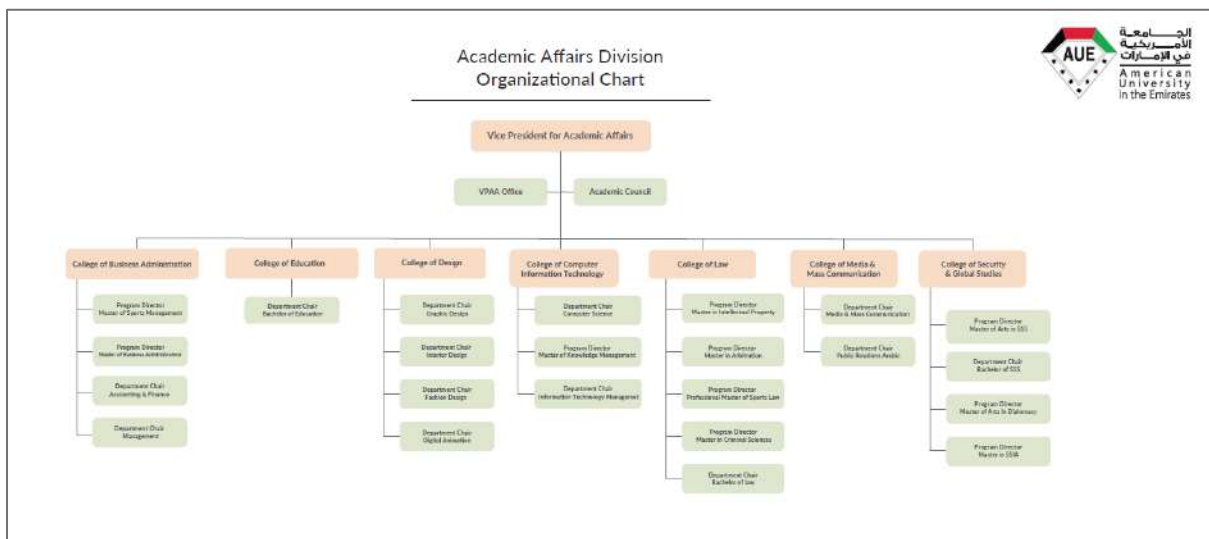 Academic Affairs Division
Organizational Chart
الجـــامعـة
الأمـريكيـة
في الإمـارات
AUE
American
University
in the Emirates
Vice President for Academic Affairs
VPAA Office
Academic Council
College of Business Administration
Program Director
Master of Sports Management
Program Director
Master of Business Administration
Department Chair
Accounting & Finance
Department Chair
Management
College of Education
Department Chair
Bachelor of Education
College of Design
Department Chair
Graphic Design
Department Chair
Interior Design
Department Chair
Fashion Design
Department Chair
Digital Animation
College of Computer
Information Technology
Department Chair
Computer Science
Program Director
Master of Knowledge Management
Department Chair
Information Technology Managment
College of Law
Program Director
Master in Intellectual Property
Program Director
Master in Arbitration
Program Director
Professional Master of Sports Law
Program Director
Master in Criminal Sciences
Department Chair
Bachelor of law
College of Media &
Mass Communication
Department Chair
Media & Mass Communication
Department Chair
Public Relations Arabic
College of Security
& Global Studies
Program Director
Master of Arts in SSS
Department Chair
Bachelor of SSS
Program Director
Master of Arts in Diplomacy
Program Director
Master in SSIA